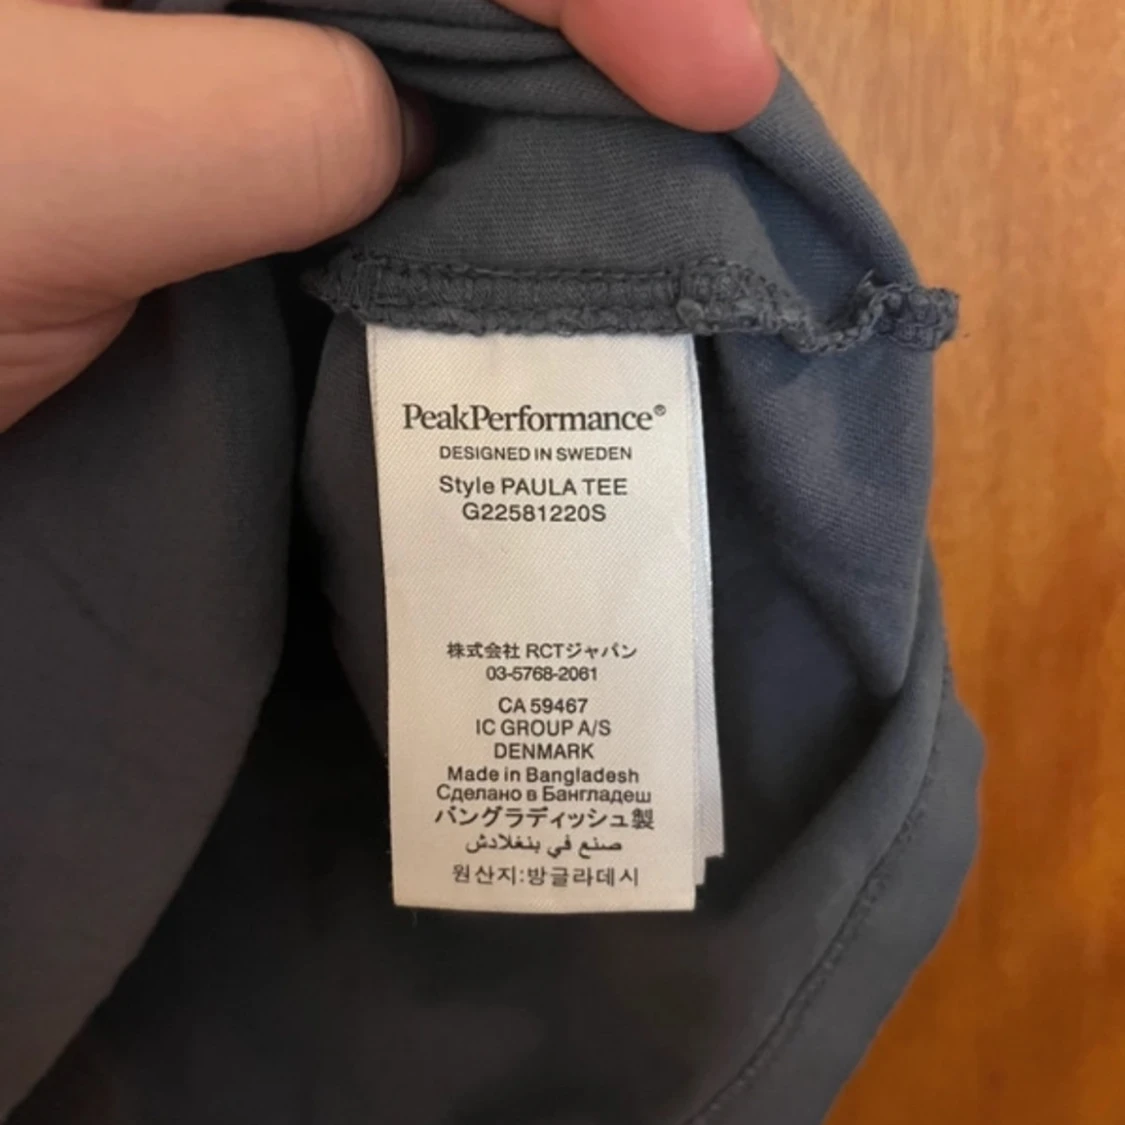 PeakPerformance®
DESIGNED IN SWEDEN
Style PAULA TEE
G22581220S
株式会社 RCTジャパン
03-5768-2061
CA 59467
IC GROUP A/S
DENMARK
Made in Bangladesh
Сделано в Бангладеш
バングラディッシュ製
صنع في بنغلادش
원산지:방글라데시